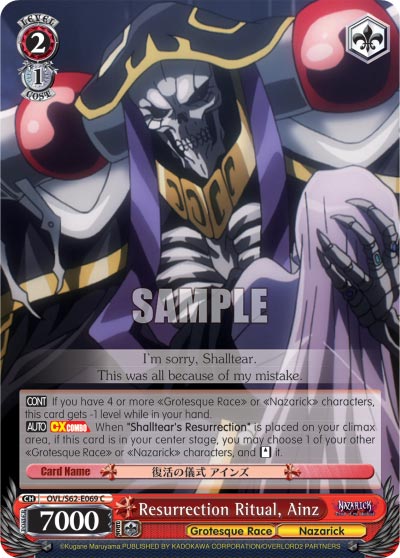 LEVEL
2
1
COST
SAMPLE
I'm sorry, Shalltear.
This was all because of my mistake.
CONT If you have 4 or more «Grotesque Race» or «Nazarick» characters,
this card gets -1 level while in your hand.
AUTO CXCOMBO When "Shalltear's Resurrection" is placed on your climax
area, if this card is in your center stage, you may choose 1 of your other
«Grotesque Race» or «Nazarick» characters, and it.
Card Name 復活の儀式 アインズ
CH OVL/S62-E069 C
POWER 7000 Resurrection Ritual, Ainz NAZARICK
Grotesque Race Nazarick
©Kugane Maruyama,PUBLISHED BY KADOKAWA CORPORATION/OVERLORD2 PARTNERS